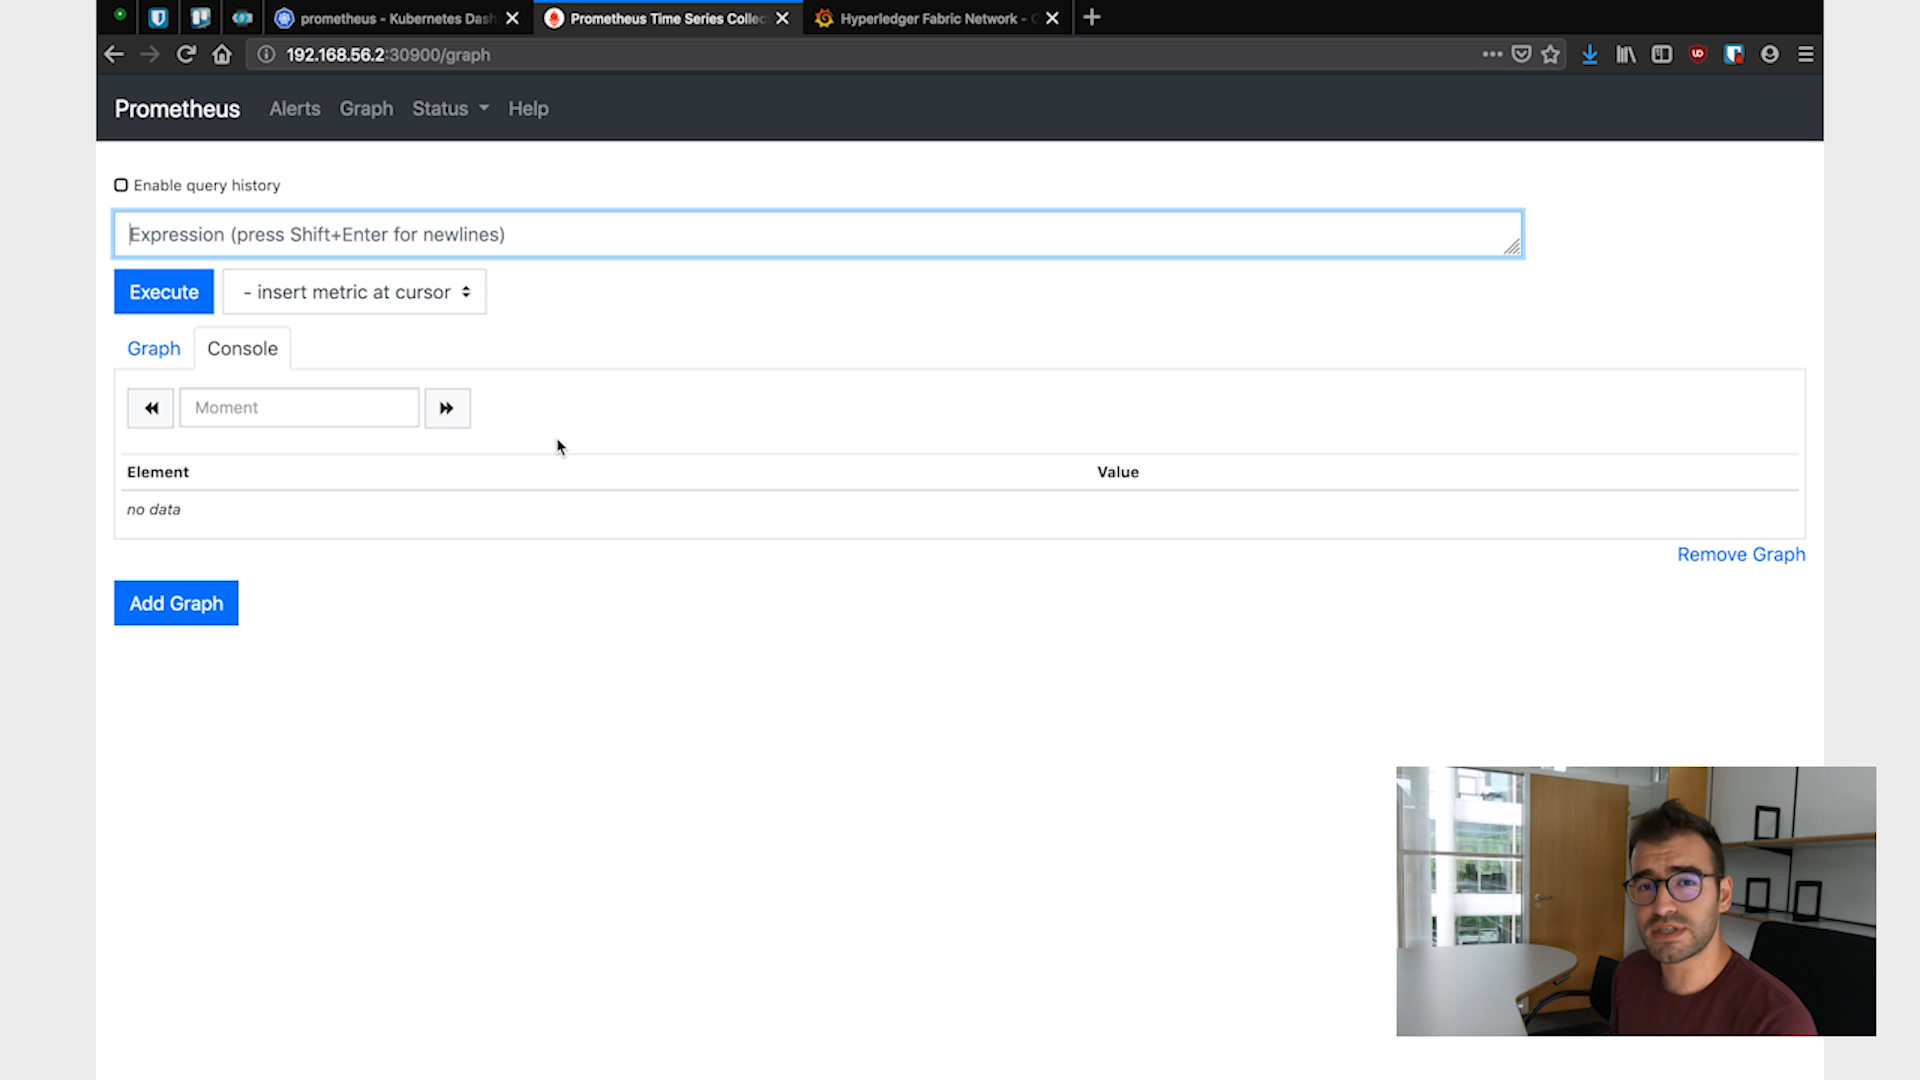 prometheus - Kubernetes Dash
Prometheus Time Series Collec
Hyperledger Fabric Network -
192.168.56.2:30900/graph
Prometheus Alerts Graph Status Help
Enable query history
Expression (press Shift+Enter for newlines)
Execute
- insert metric at cursor
Graph Console
Moment
Element Value
no data
Remove Graph
Add Graph